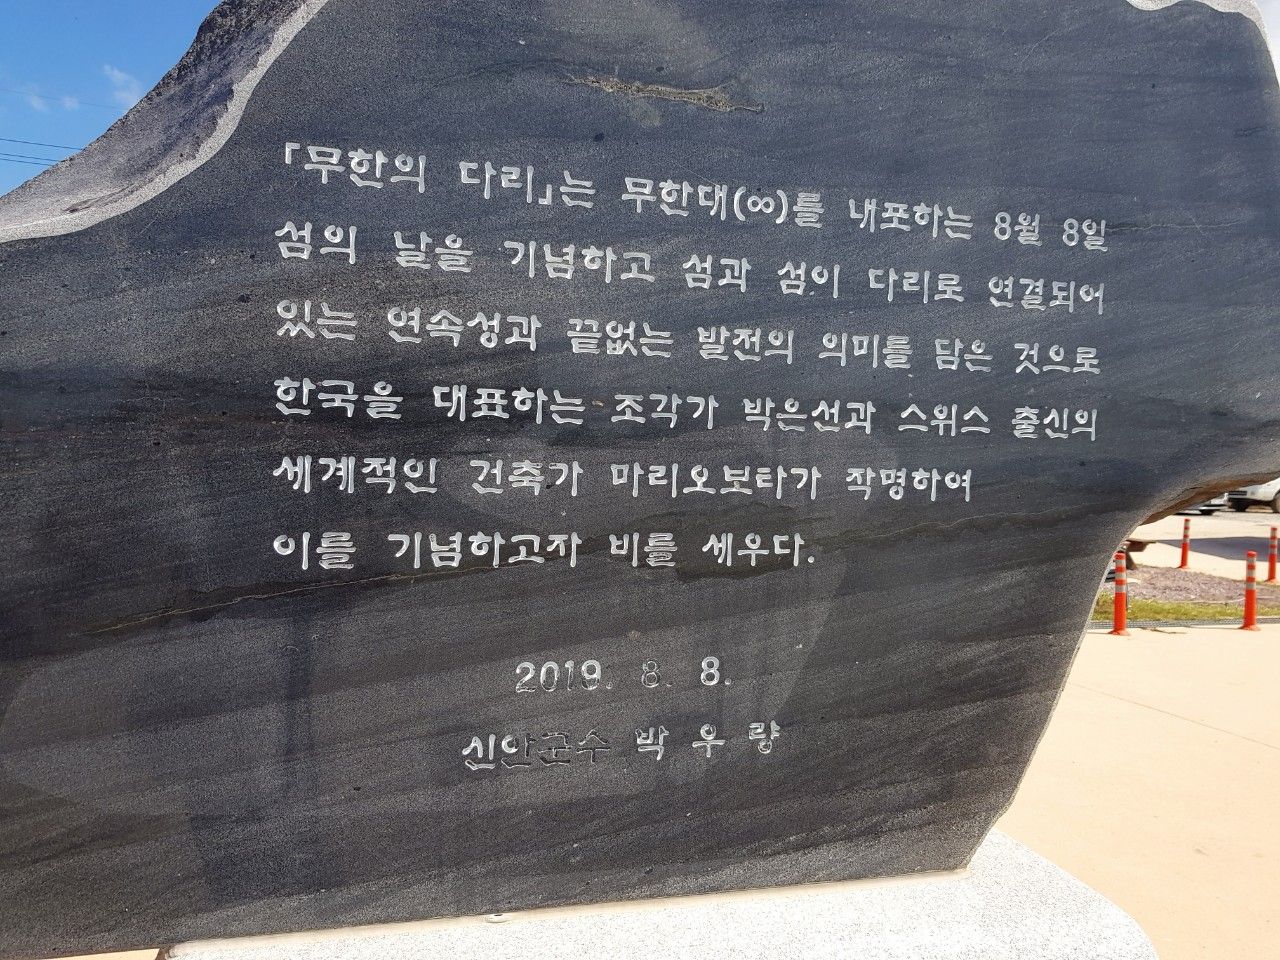 「무한의 다리」는 무한대(∞)를 내포하는 8월 8일
섬의 날을 기념하고 섬과 섬이 다리로 연결되어
있는 연속성과 끝없는 발전의 의미를 담은 것으로
한국을 대표하는 조각가 박은선과 스위스 출신의
세계적인 건축가 마리오보타가 작명하여
이를 기념하고자 비를 세우다.
2019. 8. 8.
신안군수 박 우 량